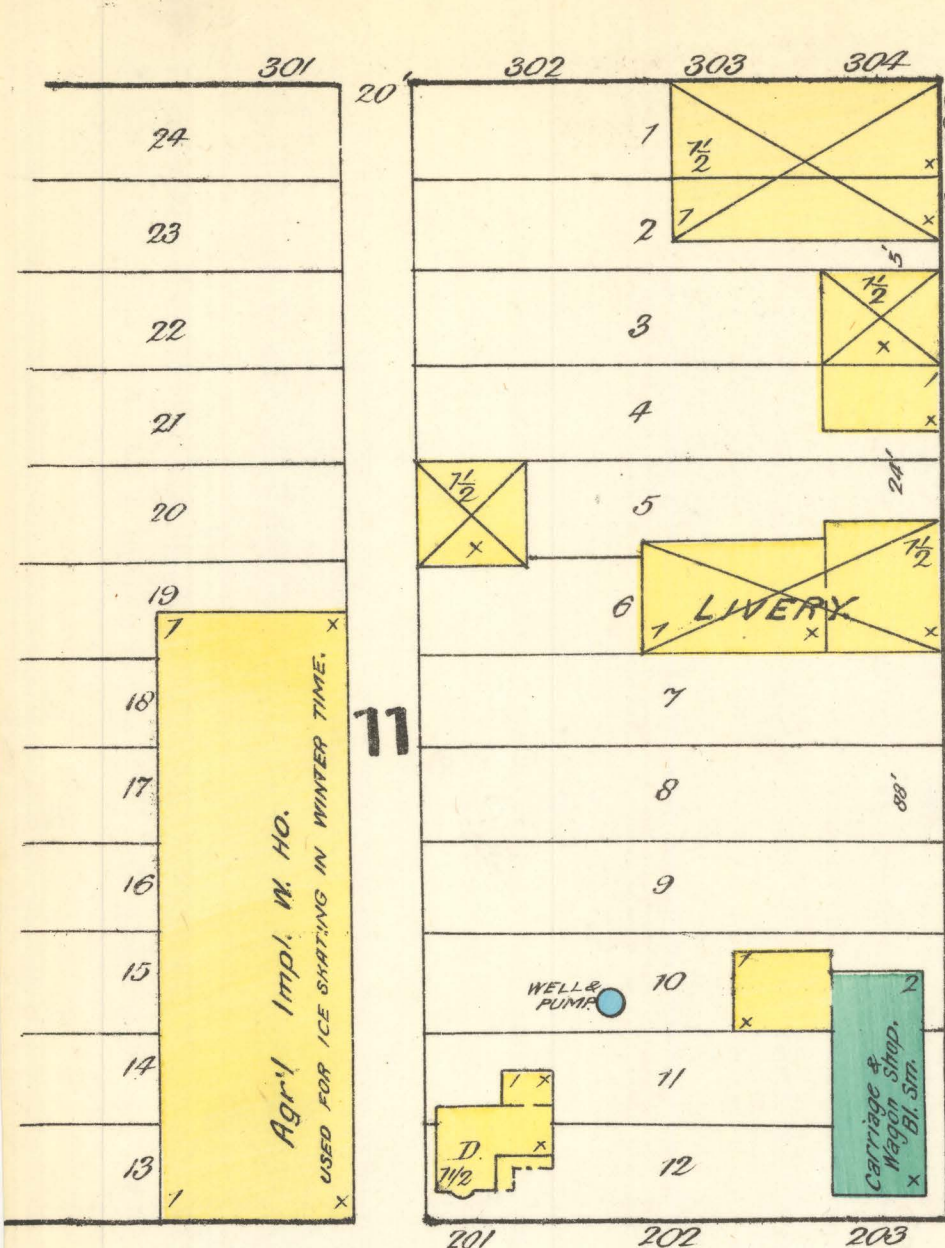 301
20'
302
303
304
24
23
22
21
20
19
18
17
16
15
14
13
1
2
3
4
5
6
7
8
9
10
11
12
1½
x
1
x
5'
1½
x
1
x
24'
1½
x
1½
LIVERY.
1
x
x
88'
11
1
x
Agr'l Impl. W. HO.
USED FOR ICE SKATING IN WINTER TIME.
1
x
WELL &
PUMP.
1
x
2
Carriage &
Wagon Shop.
Bl. Sm.
x
1
x
D.
1½
x
201
202
203